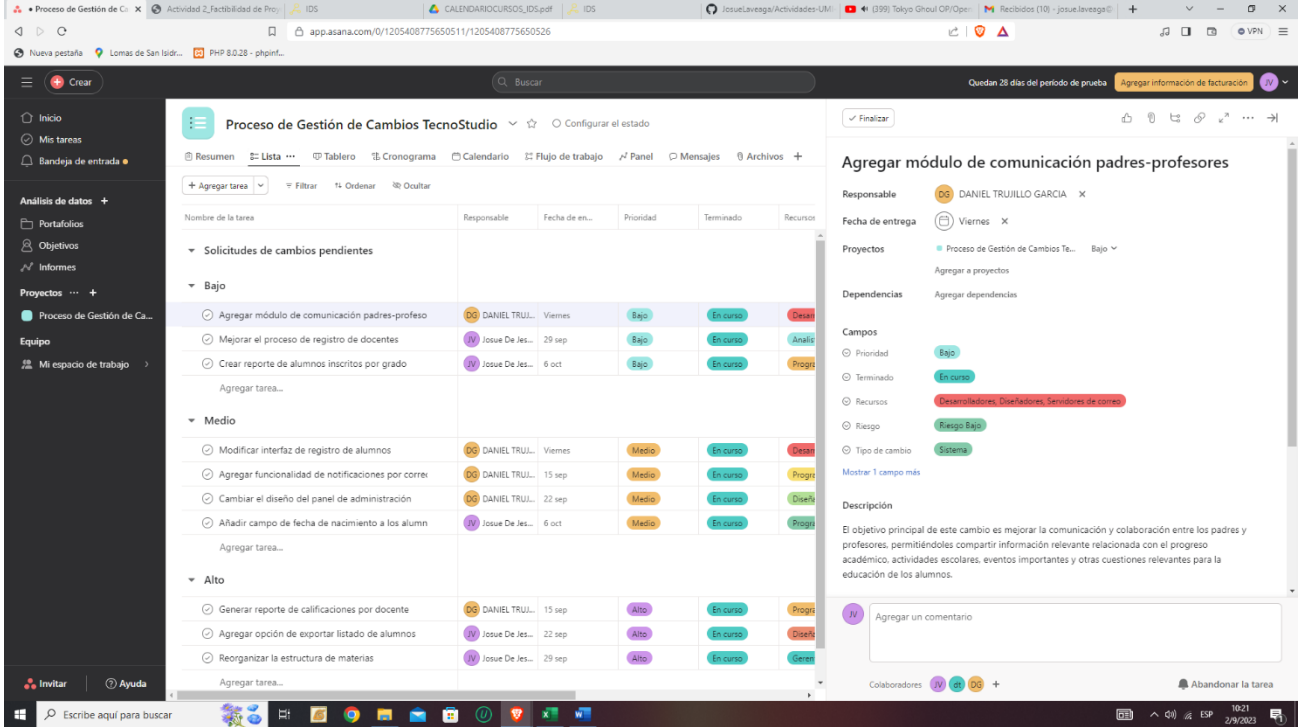 • Proceso de Gestión de Ca
Actividad 2_Factibilidad de Proy
IDS
CALENDARIOCURSOS_IDS.pdf
IDS
JosueLaveaga/Actividades-UMI
(399) Tokyo Ghoul OP/Open
Recibidos (10) - josue.laveaga@
app.asana.com/0/1205408775650511/1205408775650526
VPN
Nueva pestaña
Lomas de San Isidr...
PHP 8.0.28 - phpinf...
Crear
Buscar
Quedan 28 días del período de prueba
Agregar información de facturación
JV
Inicio
Mis tareas
Bandeja de entrada
Análisis de datos +
Portafolios
Objetivos
Informes
Proyectos ··· +
Proceso de Gestión de Ca...
Equipo
Mi espacio de trabajo
Invitar
Ayuda
Proceso de Gestión de Cambios TecnoStudio
Configurar el estado
Resumen Lista ··· Tablero Cronograma Calendario Flujo de trabajo Panel Mensajes Archivos +
+ Agregar tarea Filtrar Ordenar Ocultar
Nombre de la tarea Responsable Fecha de en... Prioridad Terminado Recursos
Solicitudes de cambios pendientes
Bajo
Agregar módulo de comunicación padres-profeso DG DANIEL TRUJ... Viernes Bajo En curso Desarr
Mejorar el proceso de registro de docentes JV Josue De Jes... 29 sep Bajo En curso Analis
Crear reporte de alumnos inscritos por grado JV Josue De Jes... 6 oct Bajo En curso Progra
Agregar tarea...
Medio
Modificar interfaz de registro de alumnos DG DANIEL TRUJ... Viernes Medio En curso Desarr
Agregar funcionalidad de notificaciones por correo DG DANIEL TRUJ... 15 sep Medio En curso Progra
Cambiar el diseño del panel de administración DG DANIEL TRUJ... 22 sep Medio En curso Diseña
Añadir campo de fecha de nacimiento a los alumn JV Josue De Jes... 6 oct Medio En curso Progra
Agregar tarea...
Alto
Generar reporte de calificaciones por docente DG DANIEL TRUJ... 15 sep Alto En curso Progra
Agregar opción de exportar listado de alumnos JV Josue De Jes... 22 sep Alto En curso Diseña
Reorganizar la estructura de materias JV Josue De Jes... 29 sep Alto En curso Geren
Agregar tarea...
Finalizar
Agregar módulo de comunicación padres-profesores
Responsable DG DANIEL TRUJILLO GARCIA
Fecha de entrega Viernes
Proyectos Proceso de Gestión de Cambios Te... Bajo
Agregar a proyectos
Dependencias Agregar dependencias
Campos
Prioridad Bajo
Terminado En curso
Recursos Desarrolladores, Diseñadores, Servidores de correo
Riesgo Riesgo Bajo
Tipo de cambio Sistema
Mostrar 1 campo más
Descripción
El objetivo principal de este cambio es mejorar la comunicación y colaboración entre los padres y
profesores, permitiéndoles compartir información relevante relacionada con el progreso
académico, actividades escolares, eventos importantes y otras cuestiones relevantes para la
educación de los alumnos.
JV Agregar un comentario
Colaboradores JV dt DG +
Abandonar la tarea
Escribe aquí para buscar
ESP
10:21
2/9/2023